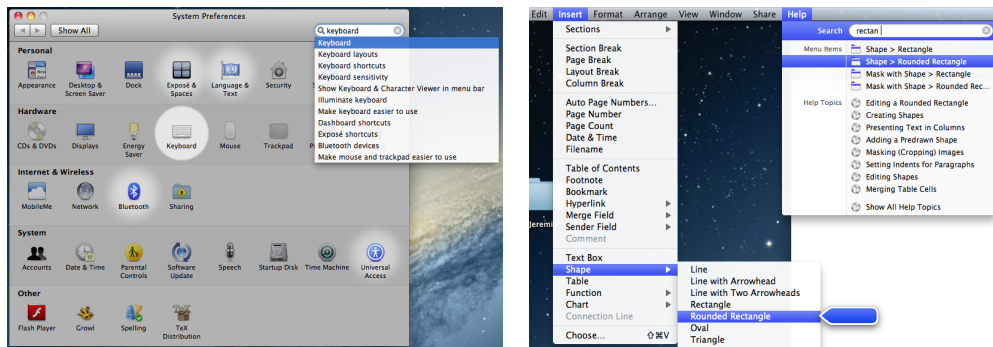 System Preferences
Show All
keyboard
Keyboard
Keyboard layouts
Keyboard shortcuts
Keyboard sensitivity
Show Keyboard & Character Viewer in menu bar
Illuminate keyboard
Make keyboard easier to use
Dashboard shortcuts
Exposé shortcuts
Bluetooth devices
Make mouse and trackpad easier to use
Personal
Appearance
Desktop & Screen Saver
Dock
Exposé & Spaces
Language & Text
Security
Hardware
CDs & DVDs
Displays
Energy Saver
Keyboard
Mouse
Trackpad
Internet & Wireless
MobileMe
Network
Bluetooth
Sharing
System
Accounts
Date & Time
Parental Controls
Software Update
Speech
Startup Disk
Time Machine
Universal Access
Other
Flash Player
Growl
Spelling
TeX Distribution
Edit Insert Format Arrange View Window Share Help
Sections
Section Break
Page Break
Layout Break
Column Break
Auto Page Numbers...
Page Number
Page Count
Date & Time
Filename
Table of Contents
Footnote
Bookmark
Hyperlink
Merge Field
Sender Field
Comment
Text Box
Shape
Table
Function
Chart
Connection Line
Choose... ⇧⌘V
Line
Line with Arrowhead
Line with Two Arrowheads
Rectangle
Rounded Rectangle
Oval
Triangle
Jeremi
Search rectan
Menu Items
Shape > Rectangle
Shape > Rounded Rectangle
Mask with Shape > Rectangle
Mask with Shape > Rounded Rec...
Help Topics
Editing a Rounded Rectangle
Creating Shapes
Presenting Text in Columns
Adding a Predrawn Shape
Masking (Cropping) Images
Setting Indents for Paragraphs
Editing Shapes
Merging Table Cells
Show All Help Topics